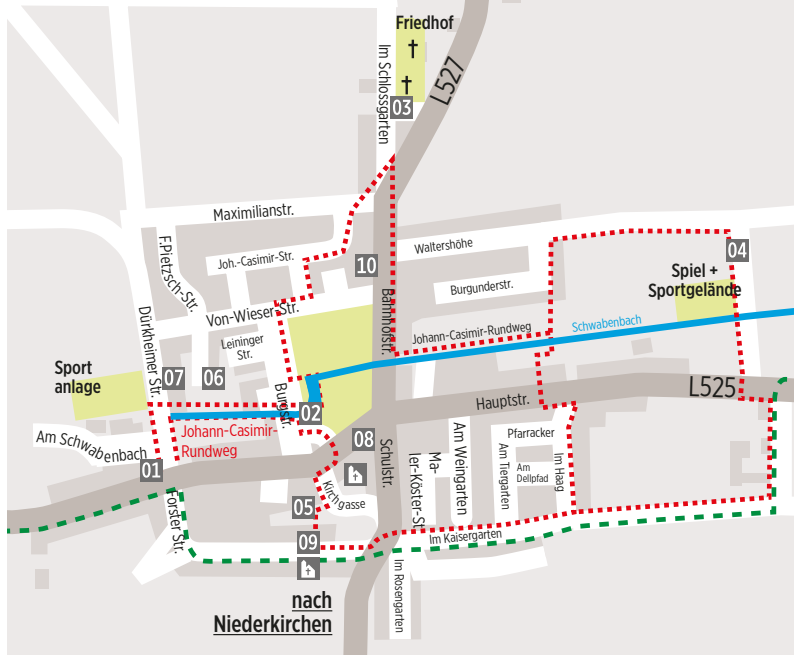 Friedhof
Im Schlossgarten
03
L527
Maximilianstr.
F.Pietzsch-Str.
Joh.-Casimir-Str.
10
Waltershöhe
04
Spiel +
Sportgelände
Burgunderstr.
Bahnhofstr.
Dürkheimer Str.
Von-Wieser-Str.
Leininger
Str.
Johann-Casimir-Rundweg
Schwabenbach
Sport
anlage
07
06
Burgstr.
02
Hauptstr.
L525
Am Schwabenbach
Johann-Casimir-
Rundweg
01
08
Schulstr.
Ma-
ler-Köster-St
Am Weingarten
Pfarracker
Am Tiergarten
Am
Dellpfad
Im Haag
Kirchgasse
05
Forster Str.
09
Im Kaisergarten
Im Rosengarten
nach
Niederkirchen